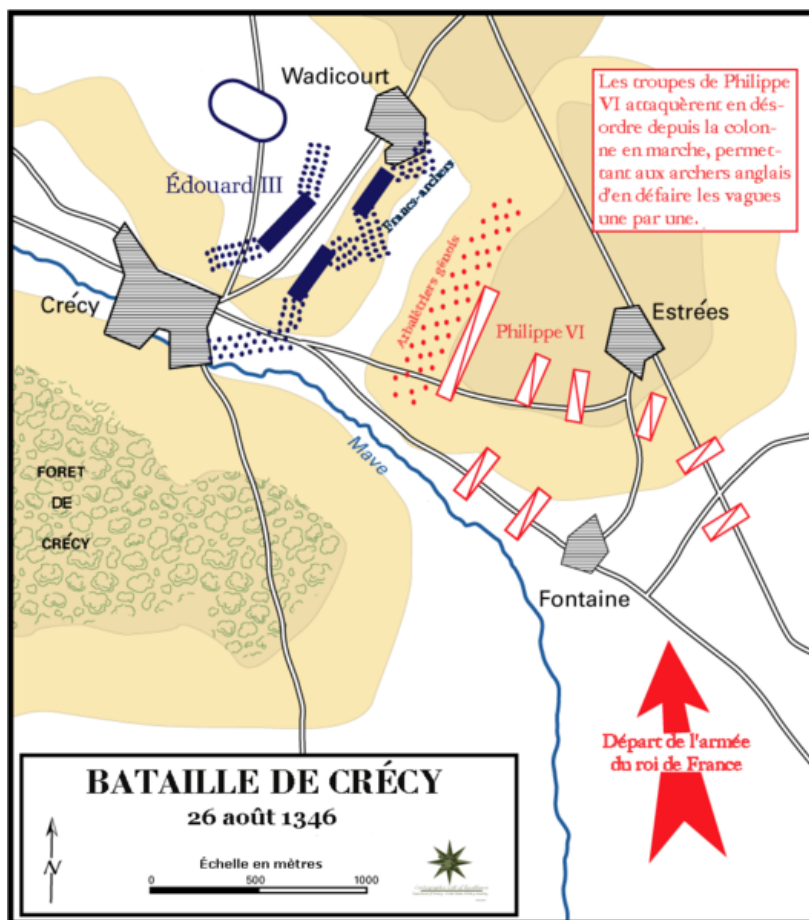 Wadicourt
Les troupes de Philippe
VI attaquèrent en dés-
ordre depuis la colon-
ne en marche, permet-
tant aux archers anglais
d'en défaire les vagues
une par une.
Édouard III
Francs-archers
Arbalétriers génois
Crécy
Estrées
Philippe VI
Mave
FORET
DE
CRÉCY
Fontaine
Départ de l'armée
du roi de France
BATAILLE DE CRÉCY
26 août 1346
N
Échelle en mètres
0 500 1000